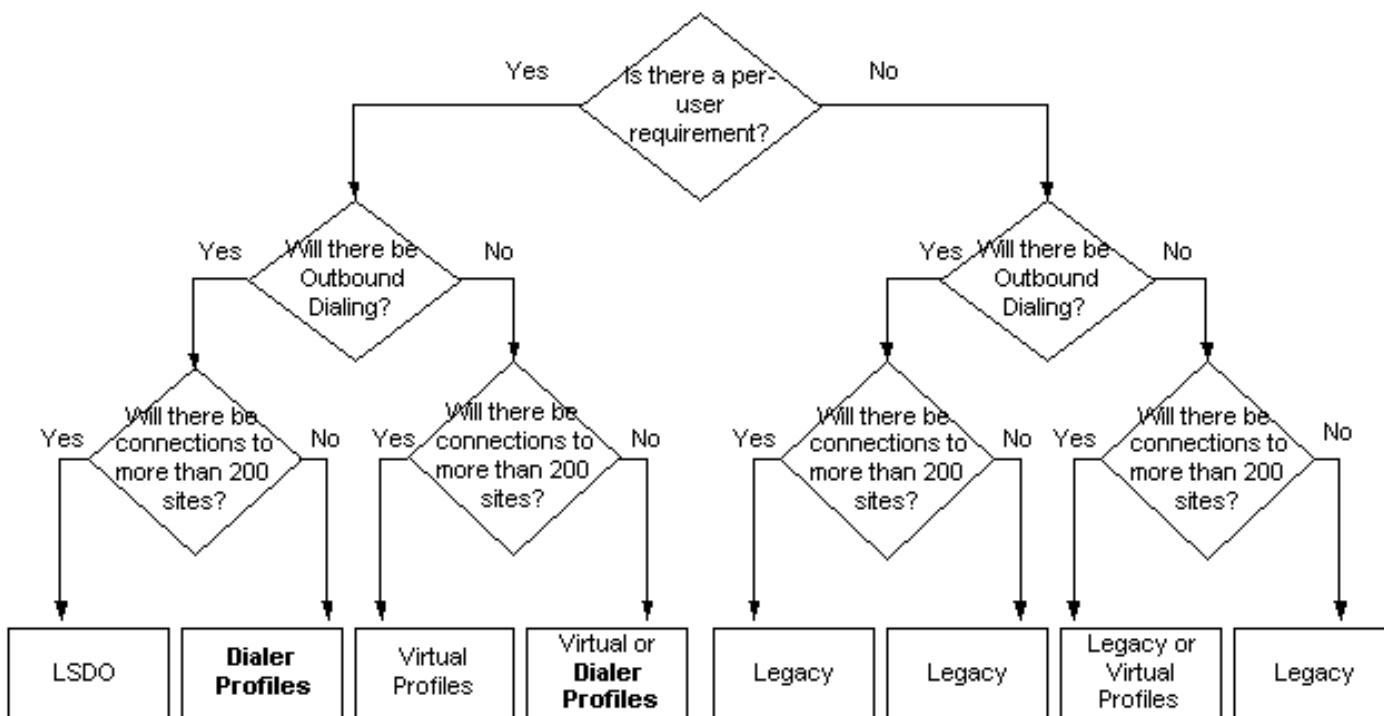 Yes
Is there a per-
user
requirement?
No
Yes
Will there be
Outbound
Dialing?
No
Yes
Will there be
Outbound
Dialing?
No
Yes
Will there be
connections to
more than 200
sites?
No
Yes
Will there be
connections to
more than 200
sites?
No
Yes
Will there be
connections to
more than 200
sites?
No
Yes
Will there be
connections to
more than 200
sites?
No
LSDO
Dialer
Profiles
Virtual
Profiles
Virtual or
Dialer
Profiles
Legacy
Legacy
Legacy or
Virtual
Profiles
Legacy